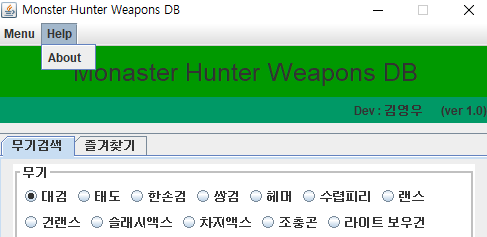 Monster Hunter Weapons DB
Menu Help
About
Monaster Hunter Weapons DB
Dev : 김명우 (ver 1.0)
무기검색 즐겨찾기
무기
대검 태도 한손검 쌍검 헤머 수렵피리 랜스
건랜스 슬래시액스 차저액스 조충곤 라이트 보우건